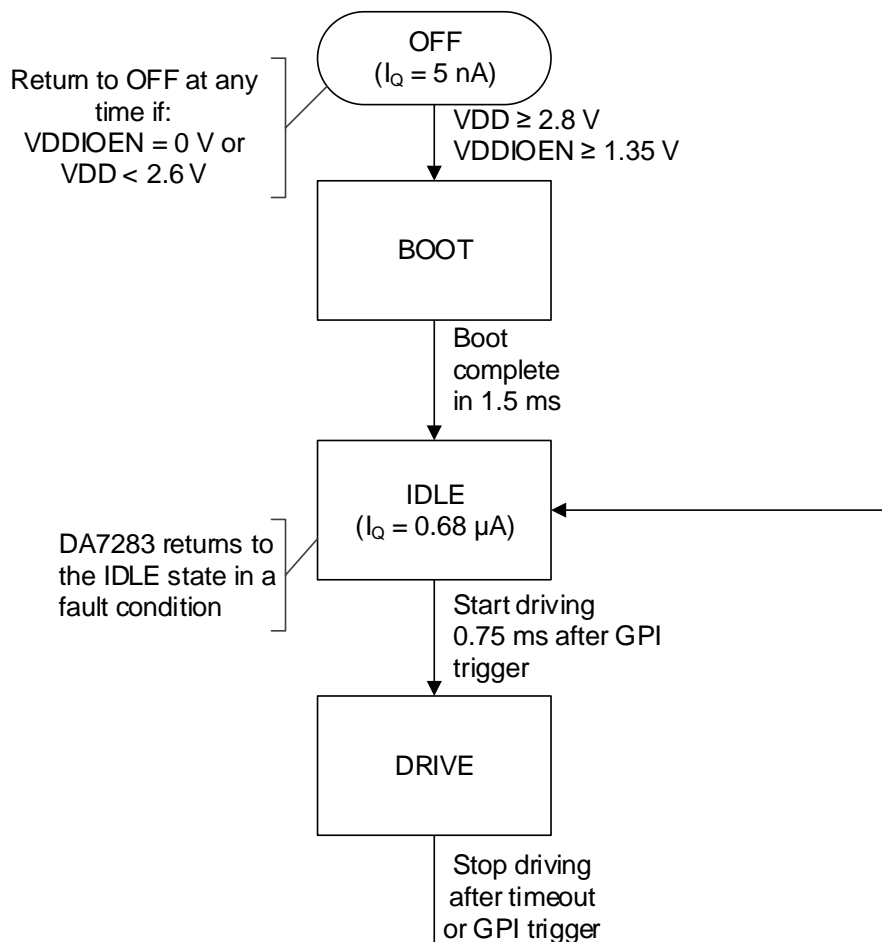 OFF
(IQ = 5 nA)
Return to OFF at any
time if:
VDDIOEN = 0 V or
VDD < 2.6 V
VDD ≥ 2.8 V
VDDIOEN ≥ 1.35 V
BOOT
Boot
complete
in 1.5 ms
IDLE
(IQ = 0.68 µA)
DA7283 returns to
the IDLE state in a
fault condition
Start driving
0.75 ms after GPI
trigger
DRIVE
Stop driving
after timeout
or GPI trigger